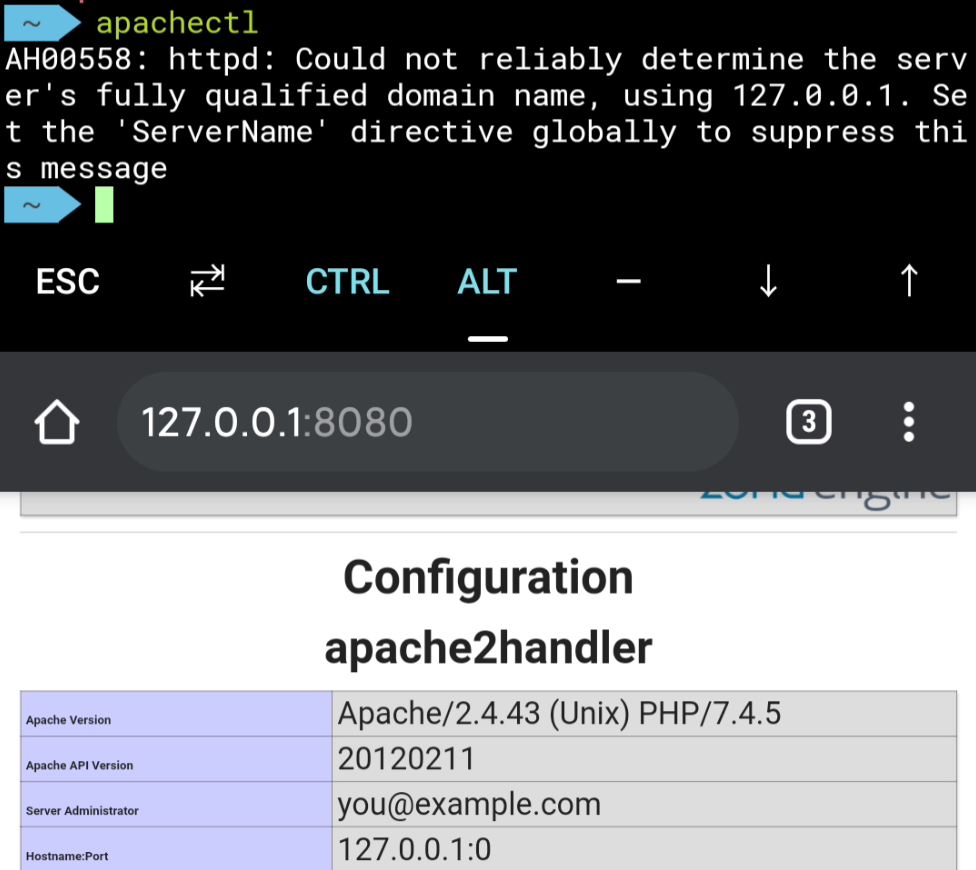 ~ apachectl
AH00558: httpd: Could not reliably determine the serv
er's fully qualified domain name, using 127.0.0.1. Se
t the 'ServerName' directive globally to suppress thi
s message
~
ESC CTRL ALT
127.0.0.1:8080 3
engine
Configuration
apache2handler
Apache Version Apache/2.4.43 (Unix) PHP/7.4.5
Apache API Version 20120211
Server Administrator you@example.com
Hostname:Port 127.0.0.1:0